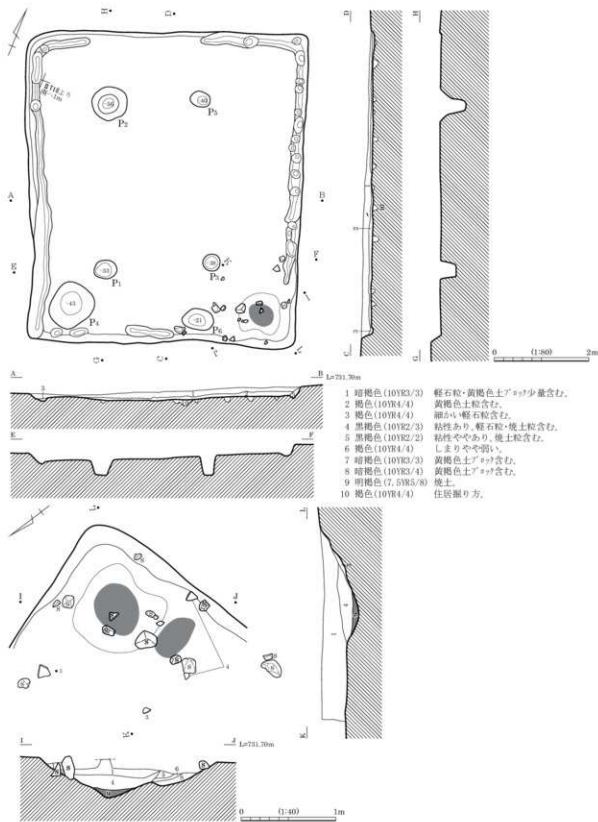 H D
D H
P2 P5
-56 -40
A B
E F
P1 P3
-53 -38
P4 P6
-43 -21
G C
C G
0 (1:80) 2m
A B L=731.70m
1 暗褐色(10YR3/3) 軽石粒・黄褐色土ブロック少量含む。
2 褐色(10YR4/4) 黄褐色土粒含む。
3 褐色(10YR4/4) 細かい軽石粒含む。
4 黒褐色(10YR2/3) 粘性あり、軽石粒・焼土粒含む。
5 黒褐色(10YR2/2) 粘性ややあり、焼土粒含む。
6 褐色(10YR4/4) しまりやや弱い。
7 暗褐色(10YR3/3) 黄褐色土ブロック含む。
8 暗褐色(10YR3/4) 黄褐色土ブロック含む。
9 明褐色(7.5YR5/8) 焼土。
10 褐色(10YR4/4) 住居掘り方。
E F
L
I J
K
I J L=731.70m
0 (1:40) 1m